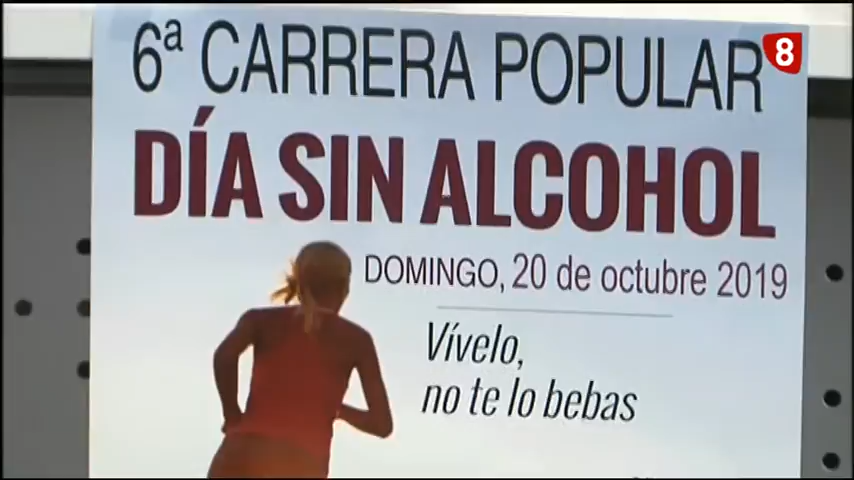 6ª CARRERA POPULAR
8
DÍA SIN ALCOHOL
DOMINGO, 20 de octubre 2019
Vívelo,
no te lo bebas